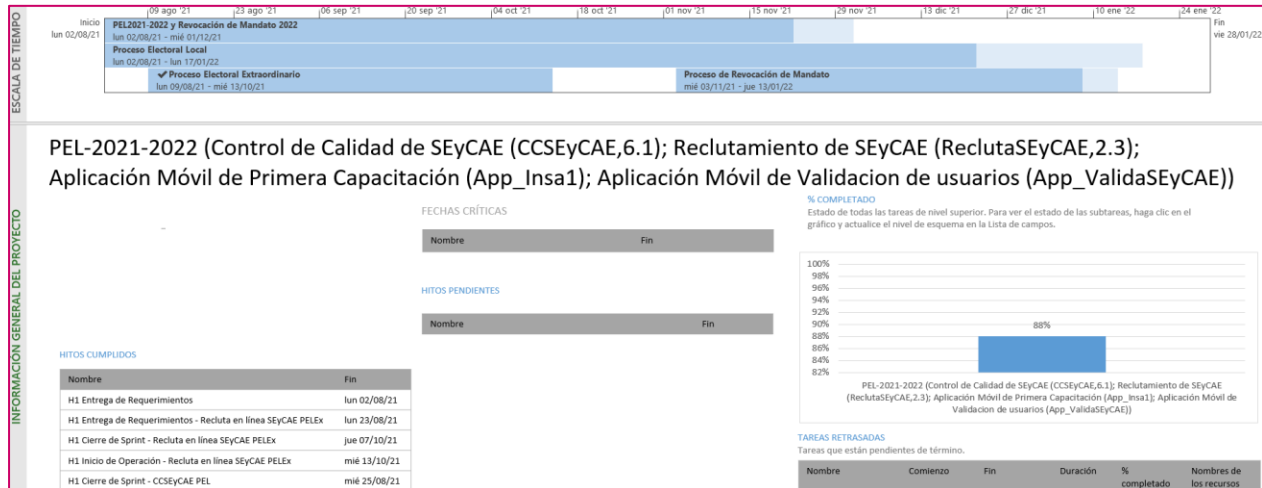 ESCALA DE TIEMPO
09 ago '21 23 ago '21 06 sep '21 20 sep '21 04 oct '21 18 oct '21 01 nov '21 15 nov '21 29 nov '21 13 dic '21 27 dic '21 10 ene '22 24 ene '22
Inicio
lun 02/08/21
PEL2021-2022 y Revocación de Mandato 2022
lun 02/08/21 - mié 01/12/21
Fin
vie 28/01/22
Proceso Electoral Local
lun 02/08/21 - lun 17/01/22
✔ Proceso Electoral Extraordinario
lun 09/08/21 - mié 13/10/21
Proceso de Revocación de Mandato
mié 03/11/21 - jue 13/01/22
INFORMACIÓN GENERAL DEL PROYECTO
PEL-2021-2022 (Control de Calidad de SEyCAE (CCSEyCAE,6.1); Reclutamiento de SEyCAE (ReclutaSEyCAE,2.3);
Aplicación Móvil de Primera Capacitación (App_Insa1); Aplicación Móvil de Validacion de usuarios (App_ValidaSEyCAE))
FECHAS CRÍTICAS
Nombre Fin
HITOS PENDIENTES
Nombre Fin
HITOS CUMPLIDOS
Nombre Fin
H1 Entrega de Requerimientos lun 02/08/21
H1 Entrega de Requerimientos - Recluta en línea SEyCAE PELEx lun 23/08/21
H1 Cierre de Sprint - Recluta en línea SEyCAE PELEx jue 07/10/21
H1 Inicio de Operación - Recluta en línea SEyCAE PELEx mié 13/10/21
H1 Cierre de Sprint - CCSEyCAE PEL mié 25/08/21
% COMPLETADO
Estado de todas las tareas de nivel superior. Para ver el estado de las subtareas, haga clic en el
gráfico y actualice el nivel de esquema en la Lista de campos.
100%
98%
96%
94%
92%
90%
88%
86%
84%
82%
88%
PEL-2021-2022 (Control de Calidad de SEyCAE (CCSEyCAE,6.1); Reclutamiento de SEyCAE
(ReclutaSEyCAE,2.3); Aplicación Móvil de Primera Capacitación (App_Insa1); Aplicación Móvil de
Validacion de usuarios (App_ValidaSEyCAE))
TAREAS RETRASADAS
Tareas que están pendientes de término.
Nombre Comienzo Fin Duración % completado Nombres de los recursos